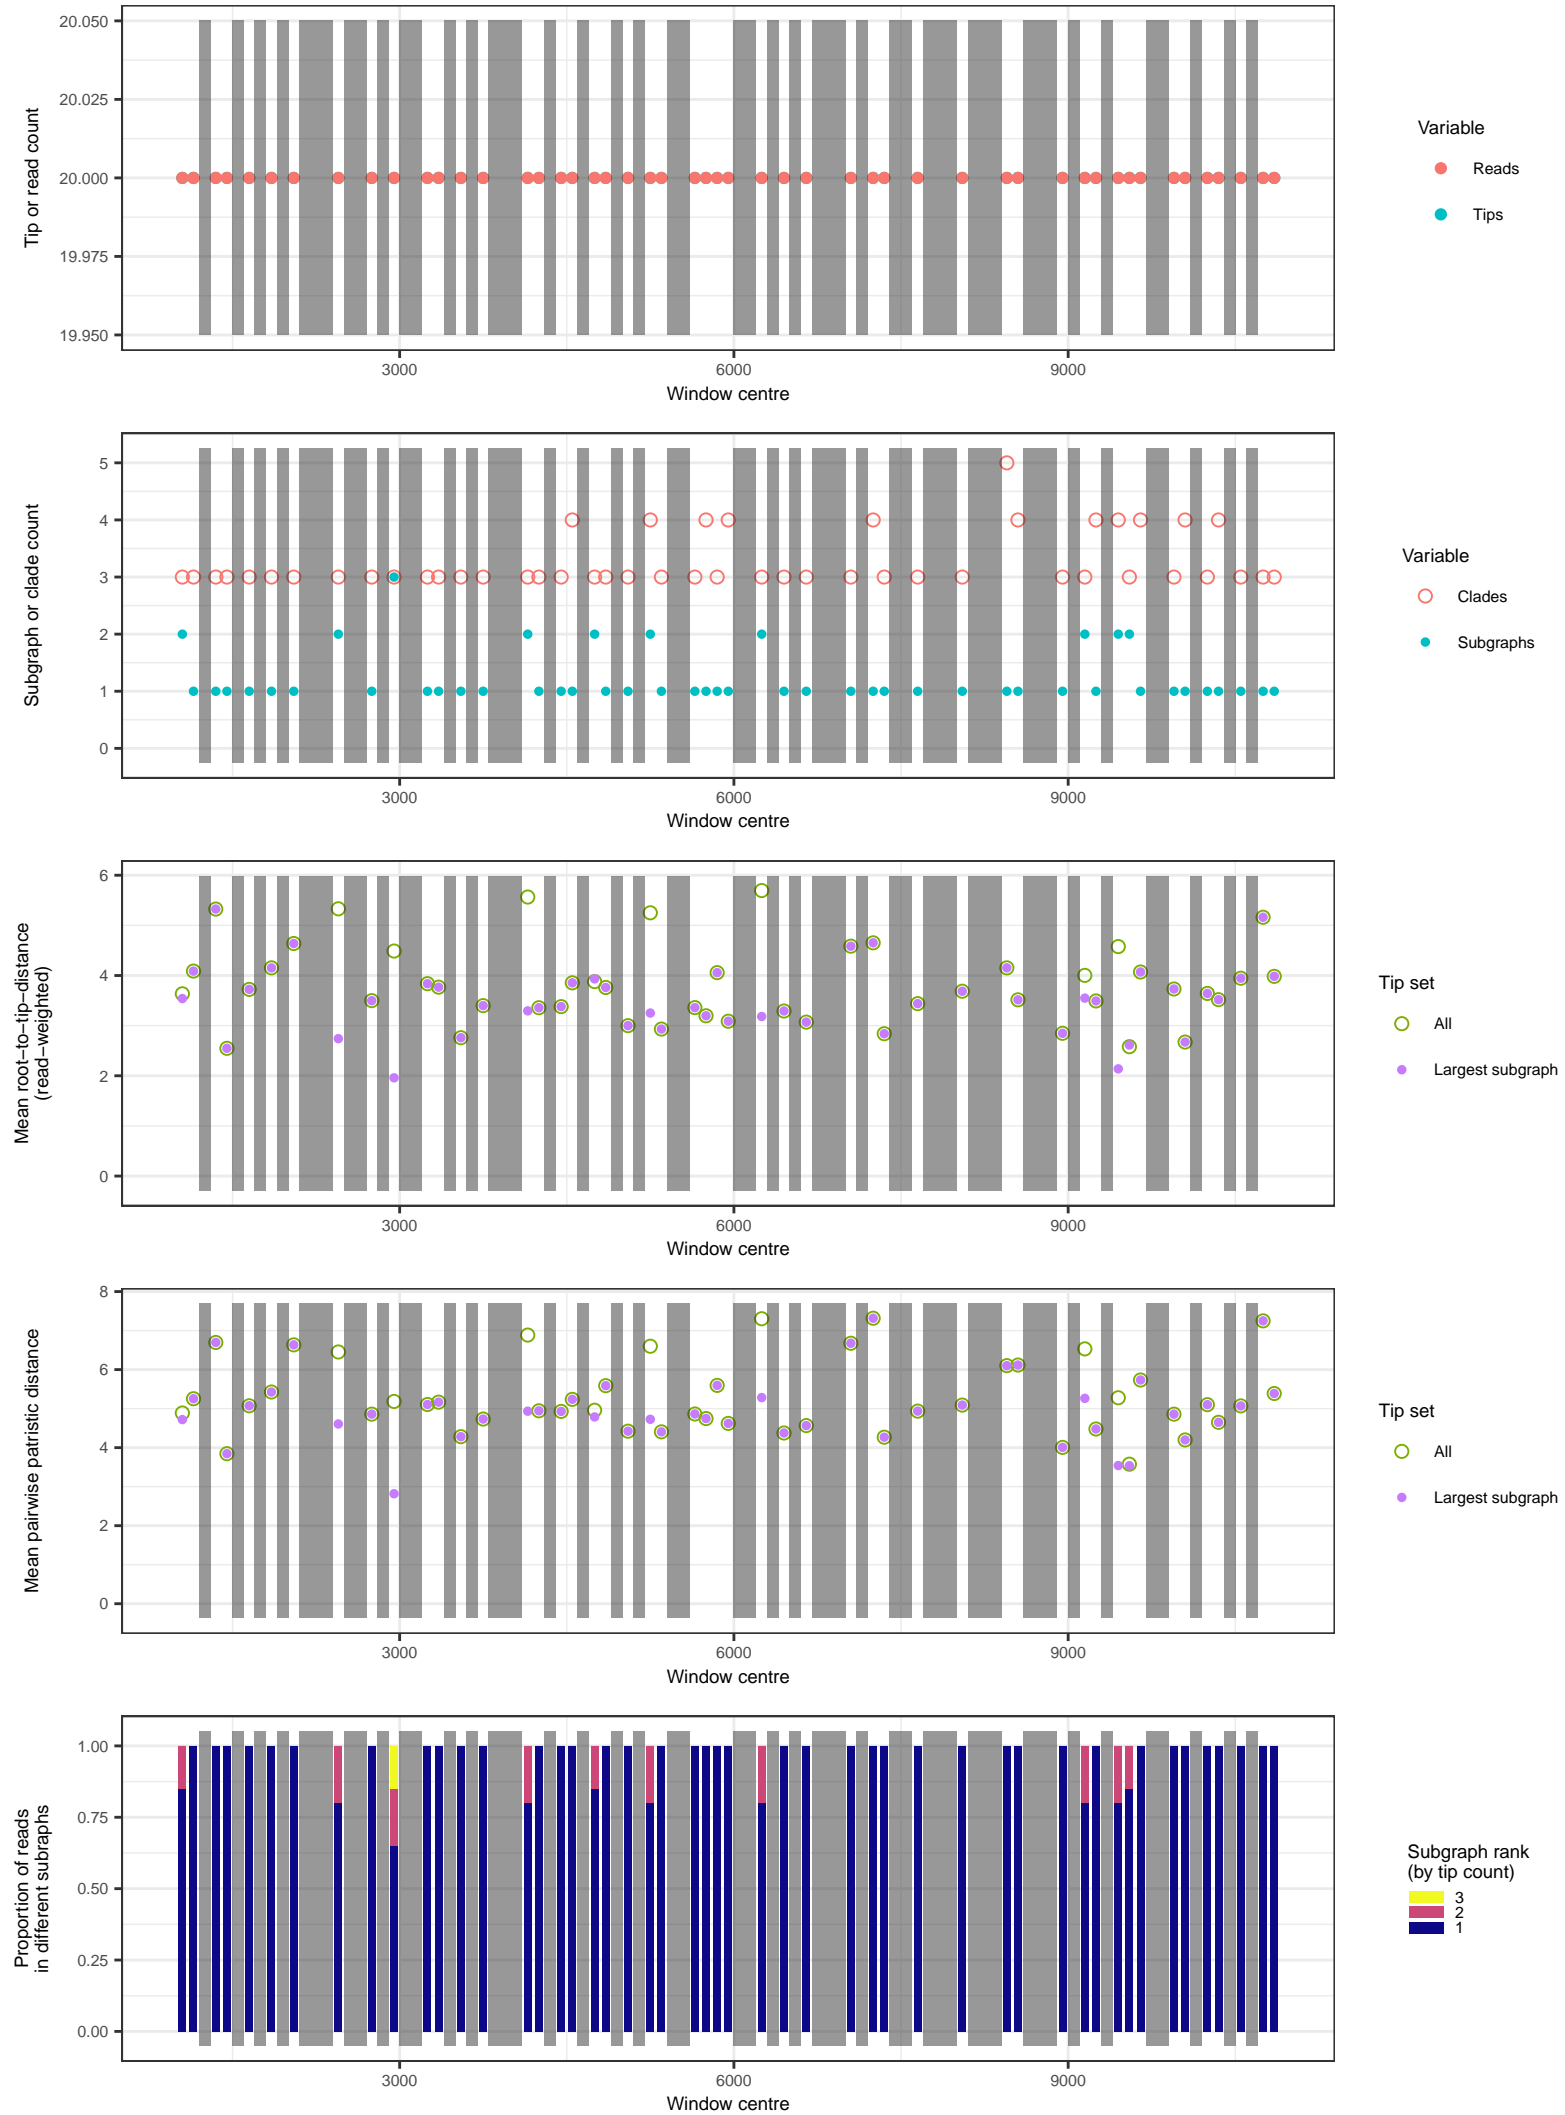 20.050
20.025
20.000
19.975
19.950
Tip or read count
3000 6000 9000
Window centre
Variable
Reads
Tips
5
4
3
2
1
0
Subgraph or clade count
3000 6000 9000
Window centre
Variable
Clades
Subgraphs
6
4
2
0
Mean root−to−tip−distance
(read−weighted)
3000 6000 9000
Window centre
Tip set
All
Largest subgraph
8
6
4
2
0
Mean pairwise patristic distance
3000 6000 9000
Window centre
Tip set
All
Largest subgraph
1.00
0.75
0.50
0.25
0.00
Proportion of reads
in different subraphs
3000 6000 9000
Window centre
Subgraph rank
(by tip count)
3
2
1